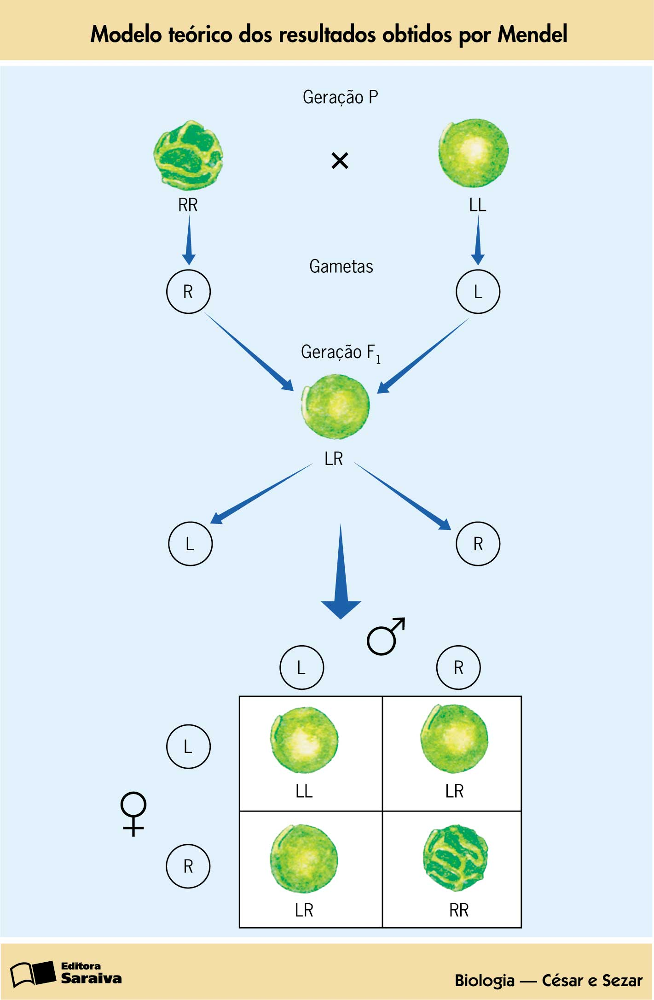 Modelo teórico dos resultados obtidos por Mendel
Geração P
×
RR LL
Gametas
R L
Geração F1
LR
L R
♂
L R
L
LL LR
♀
R
LR RR
Editora
Saraiva
Biologia — César e Sezar